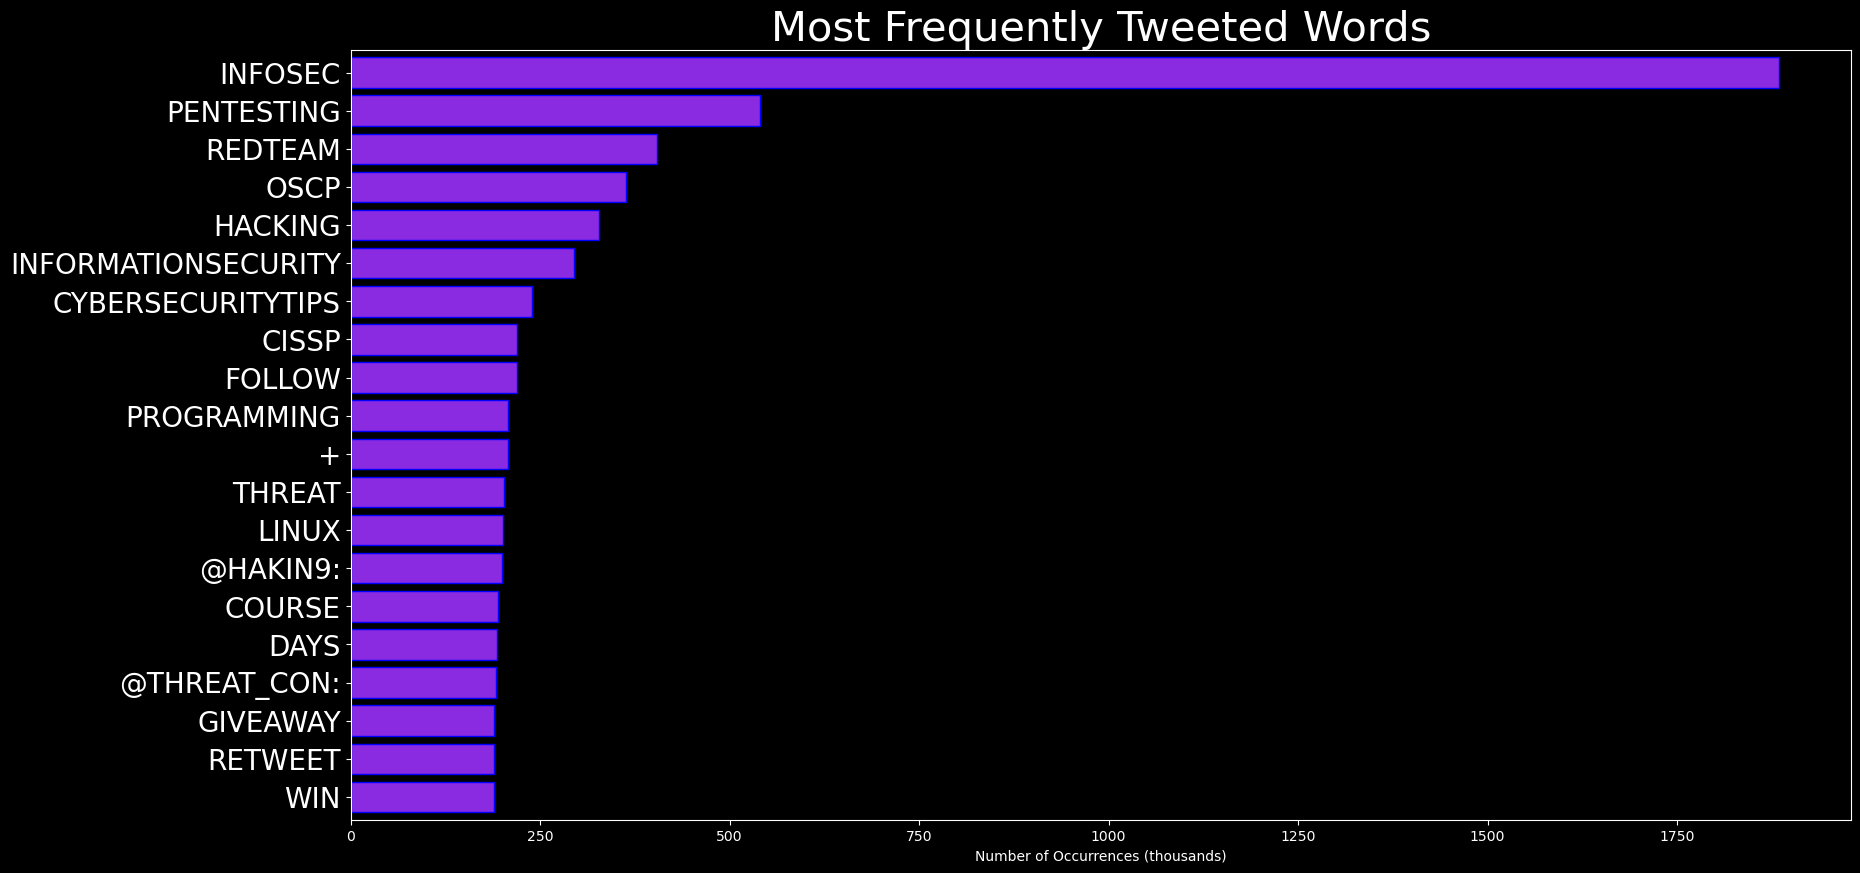 Most Frequently Tweeted Words
INFOSEC
PENTESTING
REDTEAM
OSCP
HACKING
INFORMATIONSECURITY
CYBERSECURITYTIPS
CISSP
FOLLOW
PROGRAMMING
+
THREAT
LINUX
@HAKIN9:
COURSE
DAYS
@THREAT_CON:
GIVEAWAY
RETWEET
WIN
0 250 500 750 1000 1250 1500 1750
Number of Occurrences (thousands)